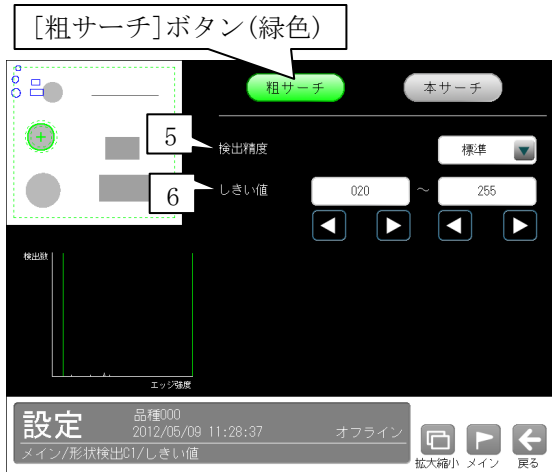 [粗サーチ]ボタン(緑色)
粗サーチ
本サーチ
5
検出精度
標準
6
しきい値
020
～
255
検出数
エッジ強度
設定
品種000
2012/05/09 11:28:37
オフライン
メイン/形状検出C1/しきい値
拡大縮小
メイン
戻る